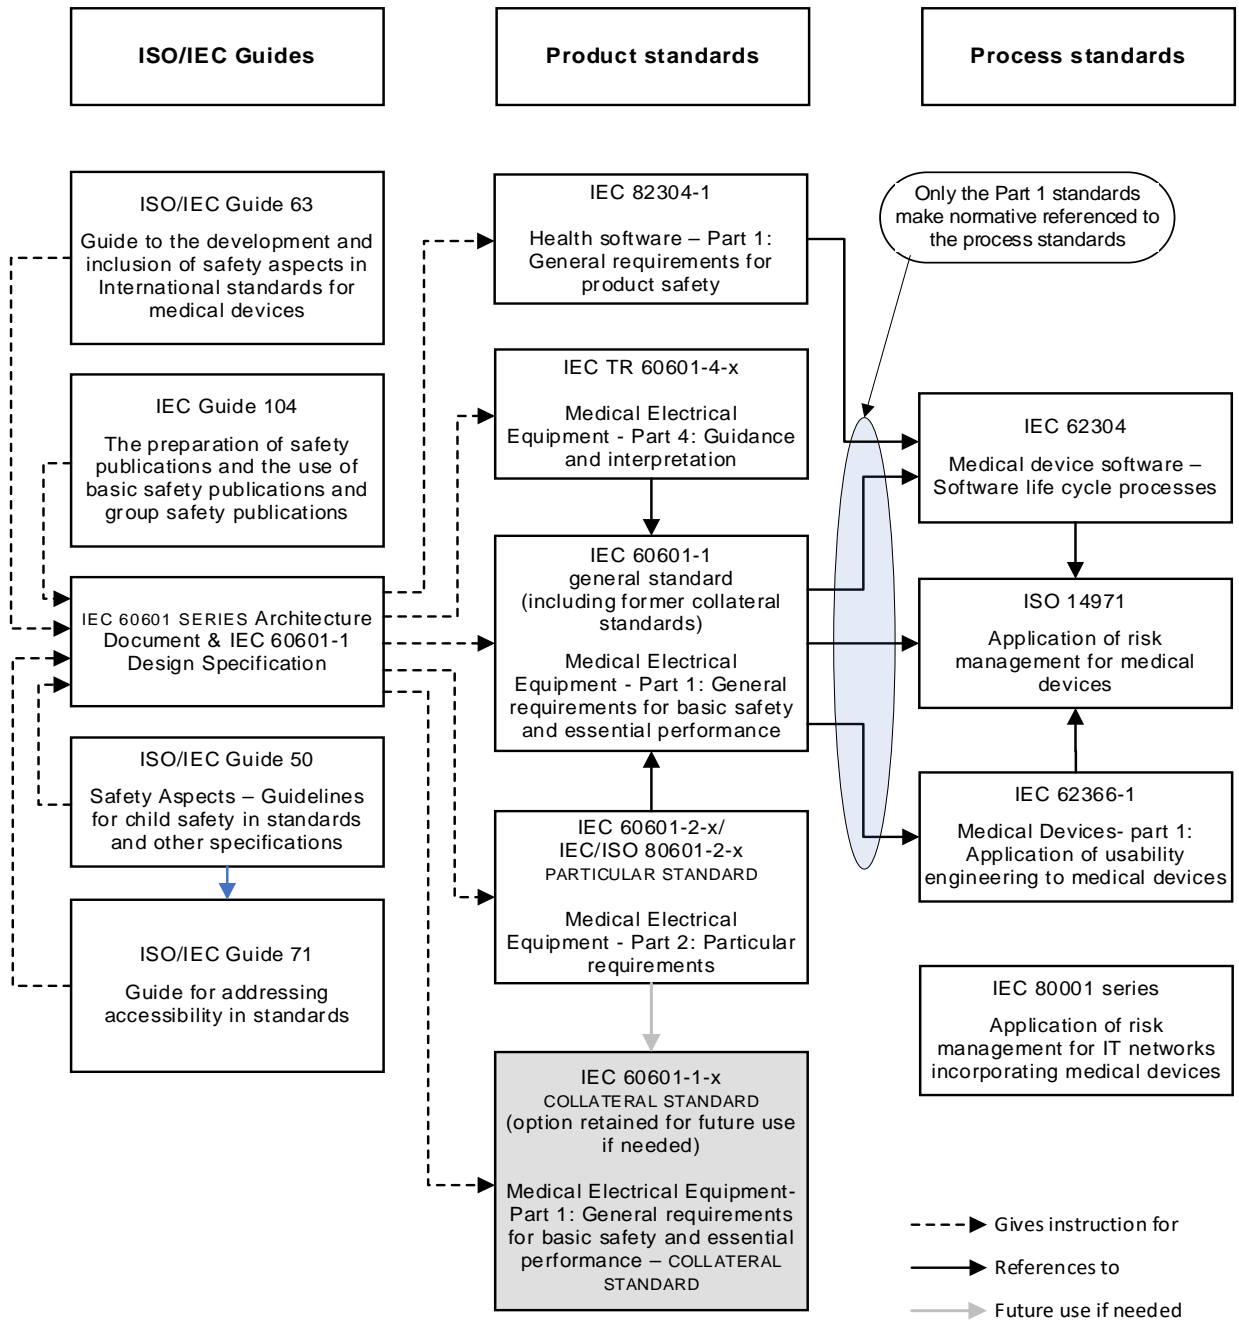 ISO/IEC Guides
Product standards
Process standards
ISO/IEC Guide 63
Guide to the development and
inclusion of safety aspects in
International standards for
medical devices
IEC Guide 104
The preparation of safety
publications and the use of
basic safety publications and
group safety publications
IEC 60601 SERIES Architecture
Document & IEC 60601-1
Design Specification
ISO/IEC Guide 50
Safety Aspects – Guidelines
for child safety in standards
and other specifications
ISO/IEC Guide 71
Guide for addressing
accessibility in standards
IEC 82304-1
Health software – Part 1:
General requirements for
product safety
IEC TR 60601-4-x
Medical Electrical
Equipment - Part 4: Guidance
and interpretation
IEC 60601-1
general standard
(including former collateral
standards)
Medical Electrical
Equipment - Part 1: General
requirements for basic safety
and essential performance
IEC 60601-2-x/
IEC/ISO 80601-2-x
PARTICULAR STANDARD
Medical Electrical
Equipment - Part 2: Particular
requirements
IEC 60601-1-x
COLLATERAL STANDARD
(option retained for future use
if needed)
Medical Electrical Equipment-
Part 1: General requirements
for basic safety and essential
performance – COLLATERAL
STANDARD
Only the Part 1 standards
make normative referenced to
the process standards
IEC 62304
Medical device software –
Software life cycle processes
ISO 14971
Application of risk
management for medical
devices
IEC 62366-1
Medical Devices- part 1:
Application of usability
engineering to medical devices
IEC 80001 series
Application of risk
management for IT networks
incorporating medical devices
Gives instruction for
References to
Future use if needed